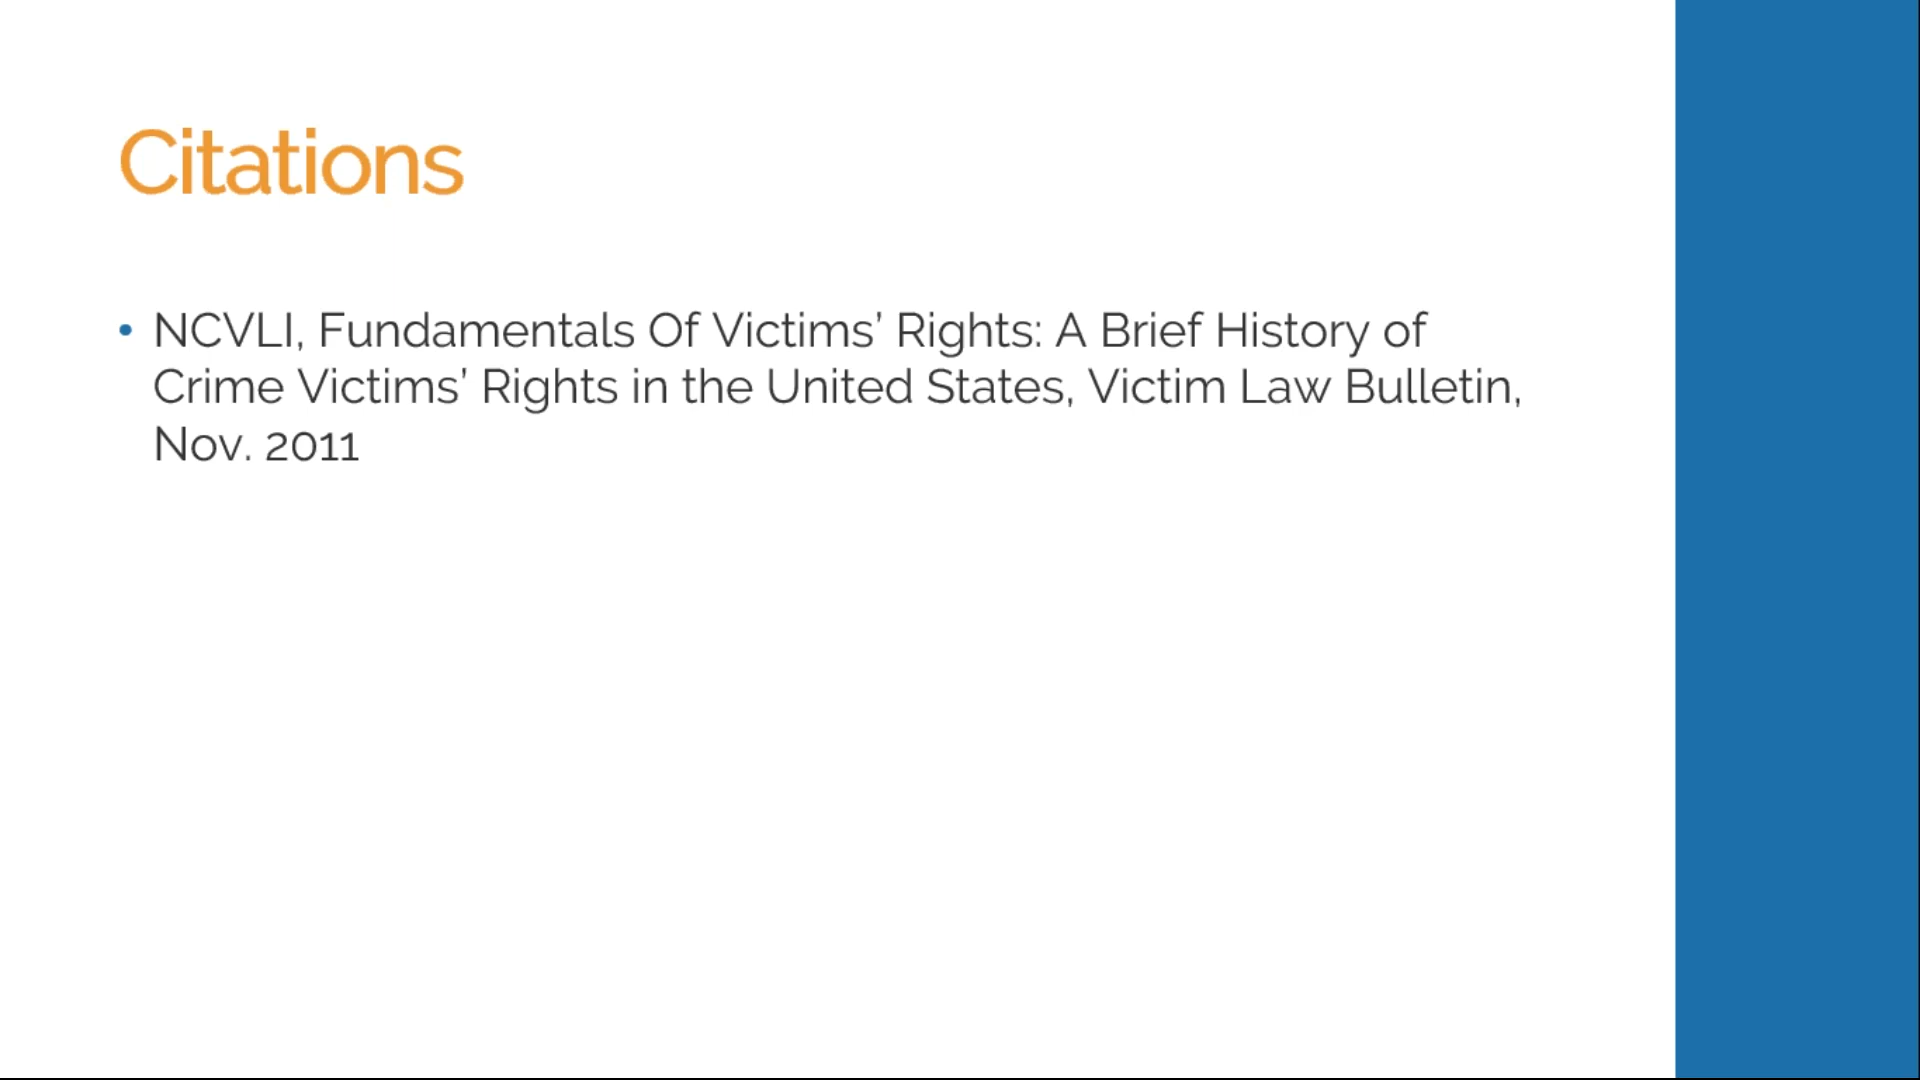 Citations
• NCVLI, Fundamentals Of Victims’ Rights: A Brief History of
Crime Victims’ Rights in the United States, Victim Law Bulletin,
Nov. 2011